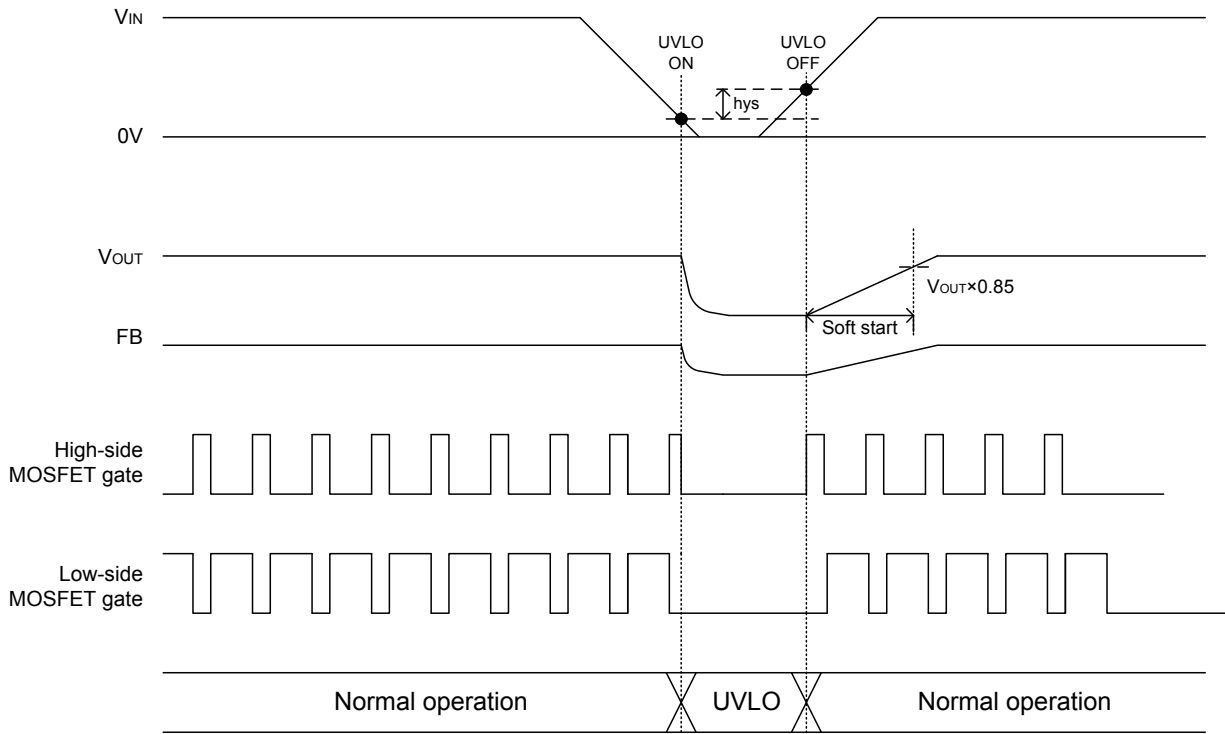 VIN
UVLO
ON
UVLO
OFF
hys
0V
VOUT
VOUT×0.85
Soft start
FB
High-side
MOSFET gate
Low-side
MOSFET gate
Normal operation
UVLO
Normal operation